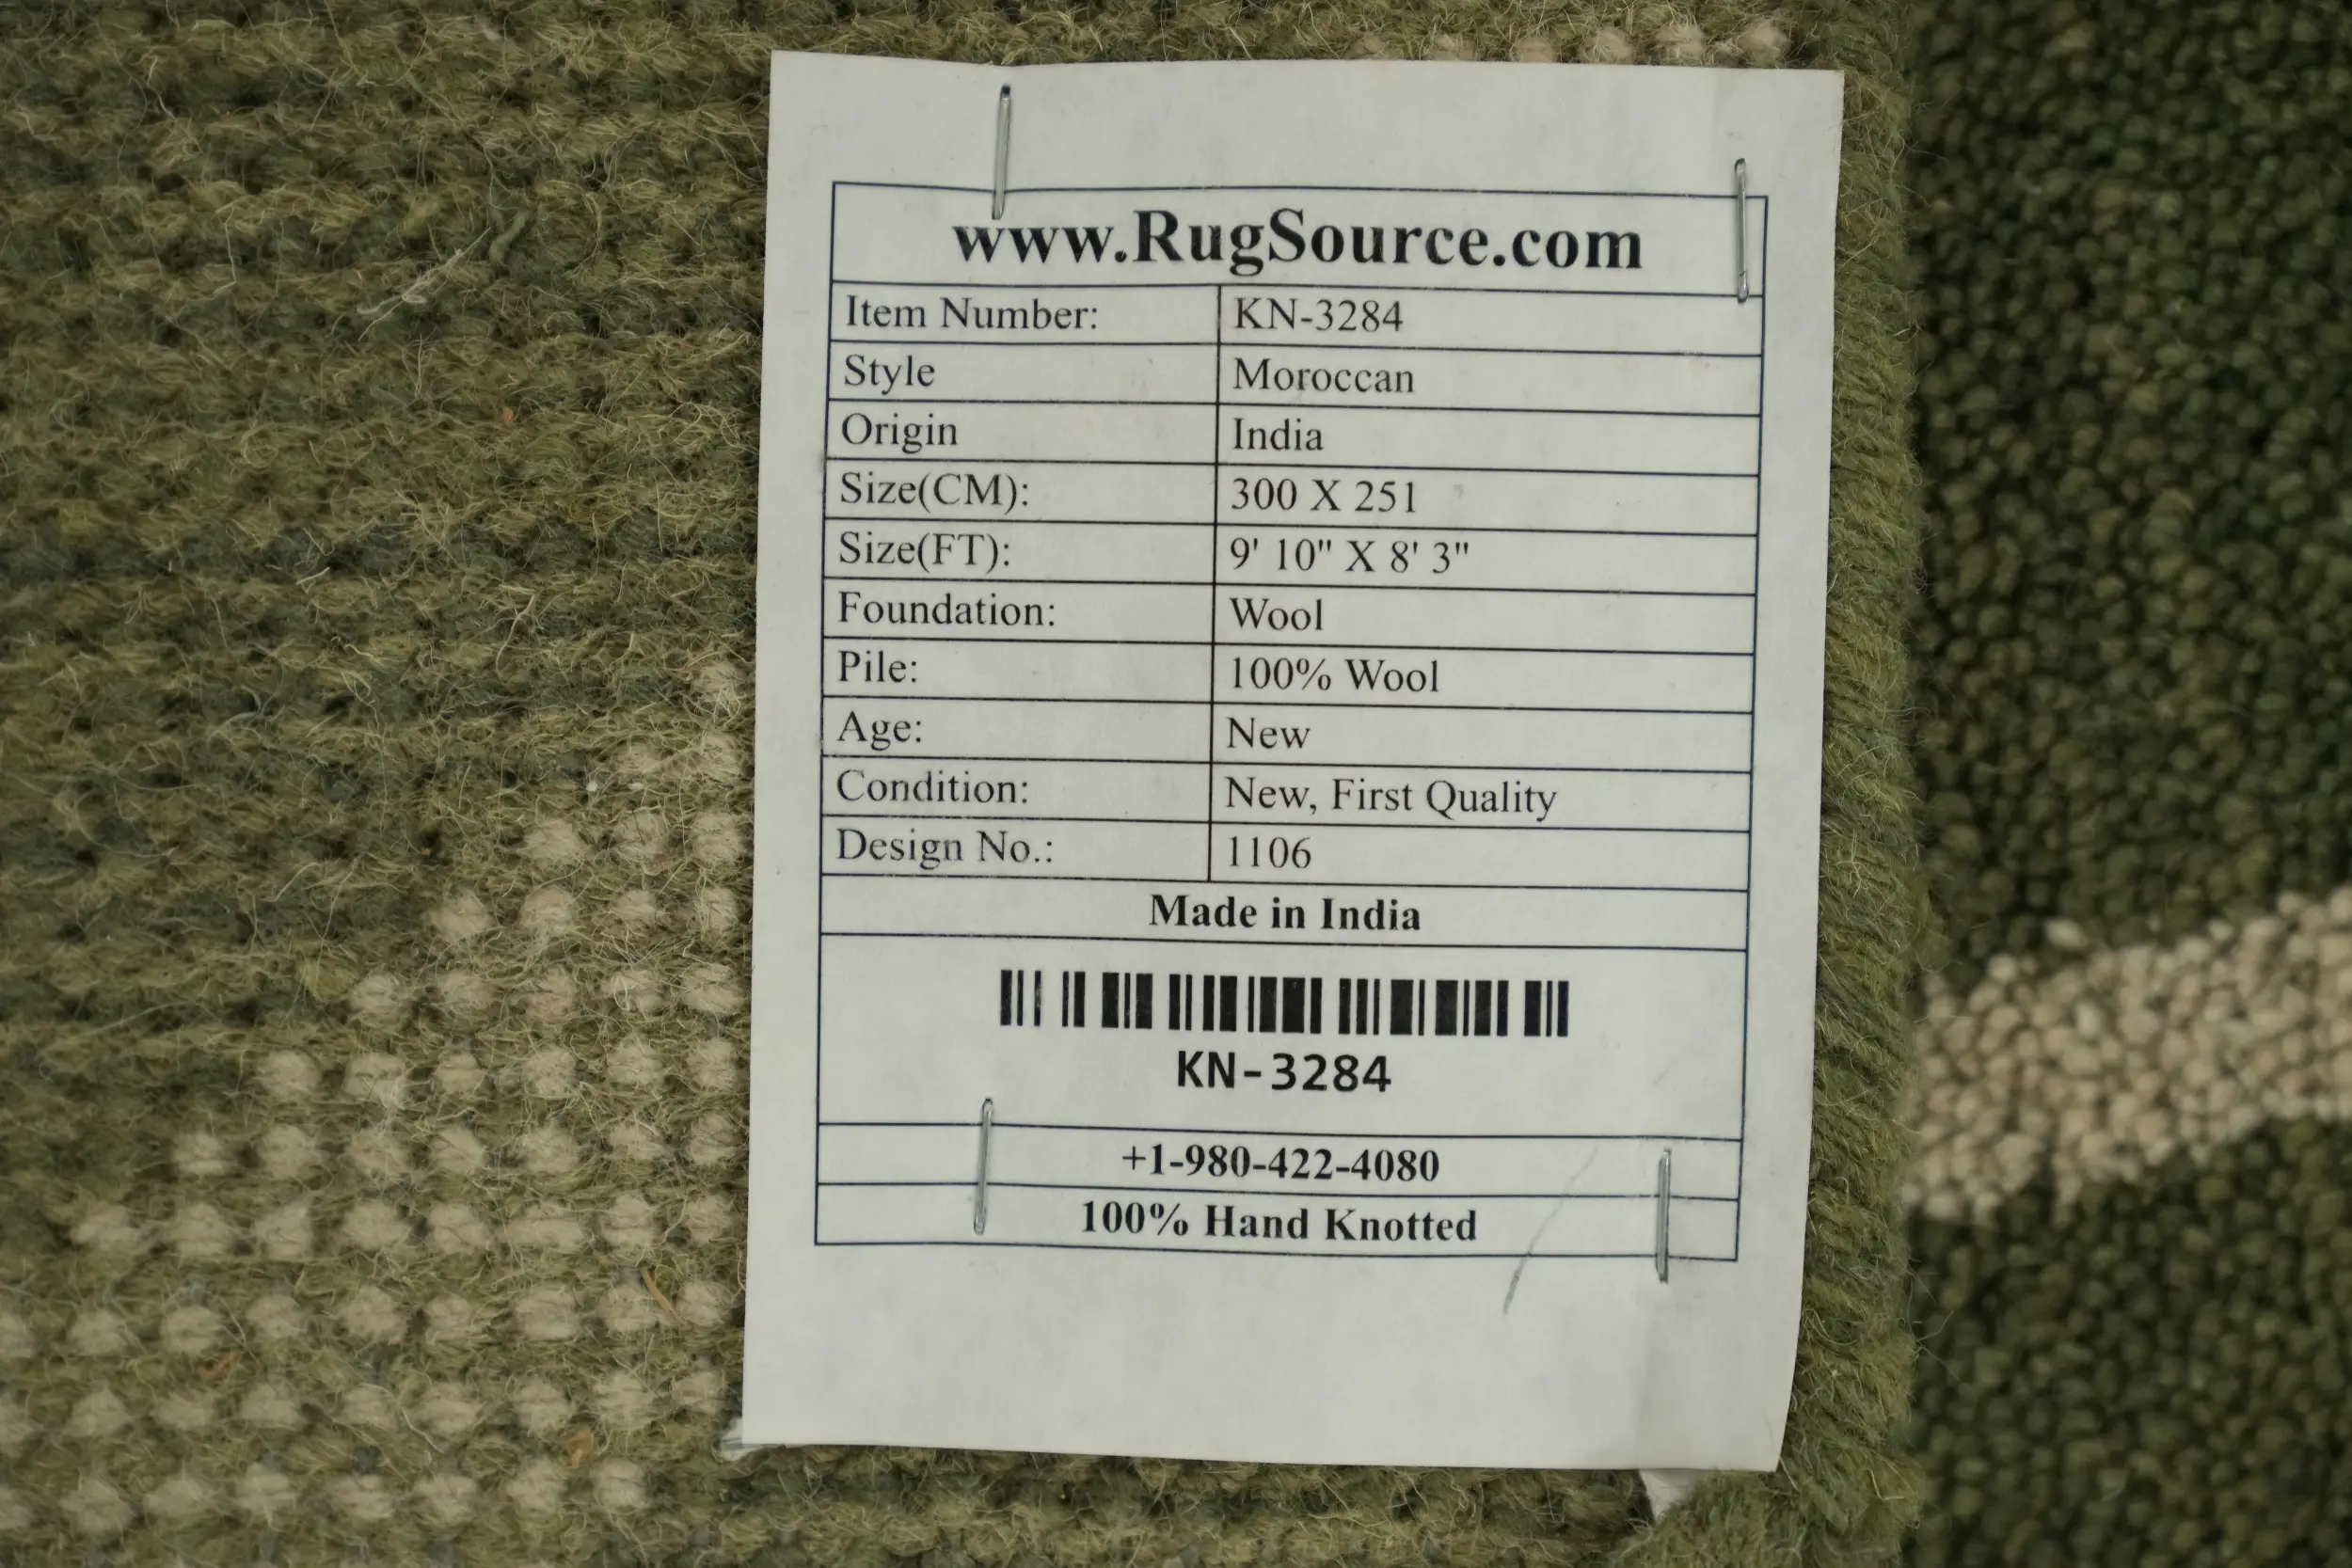 www.RugSource.com
Item Number: KN-3284
Style Moroccan
Origin India
Size(CM): 300 X 251
Size(FT): 9' 10" X 8' 3"
Foundation: Wool
Pile: 100% Wool
Age: New
Condition: New, First Quality
Design No.: 1106
Made in India
KN-3284
+1-980-422-4080
100% Hand Knotted